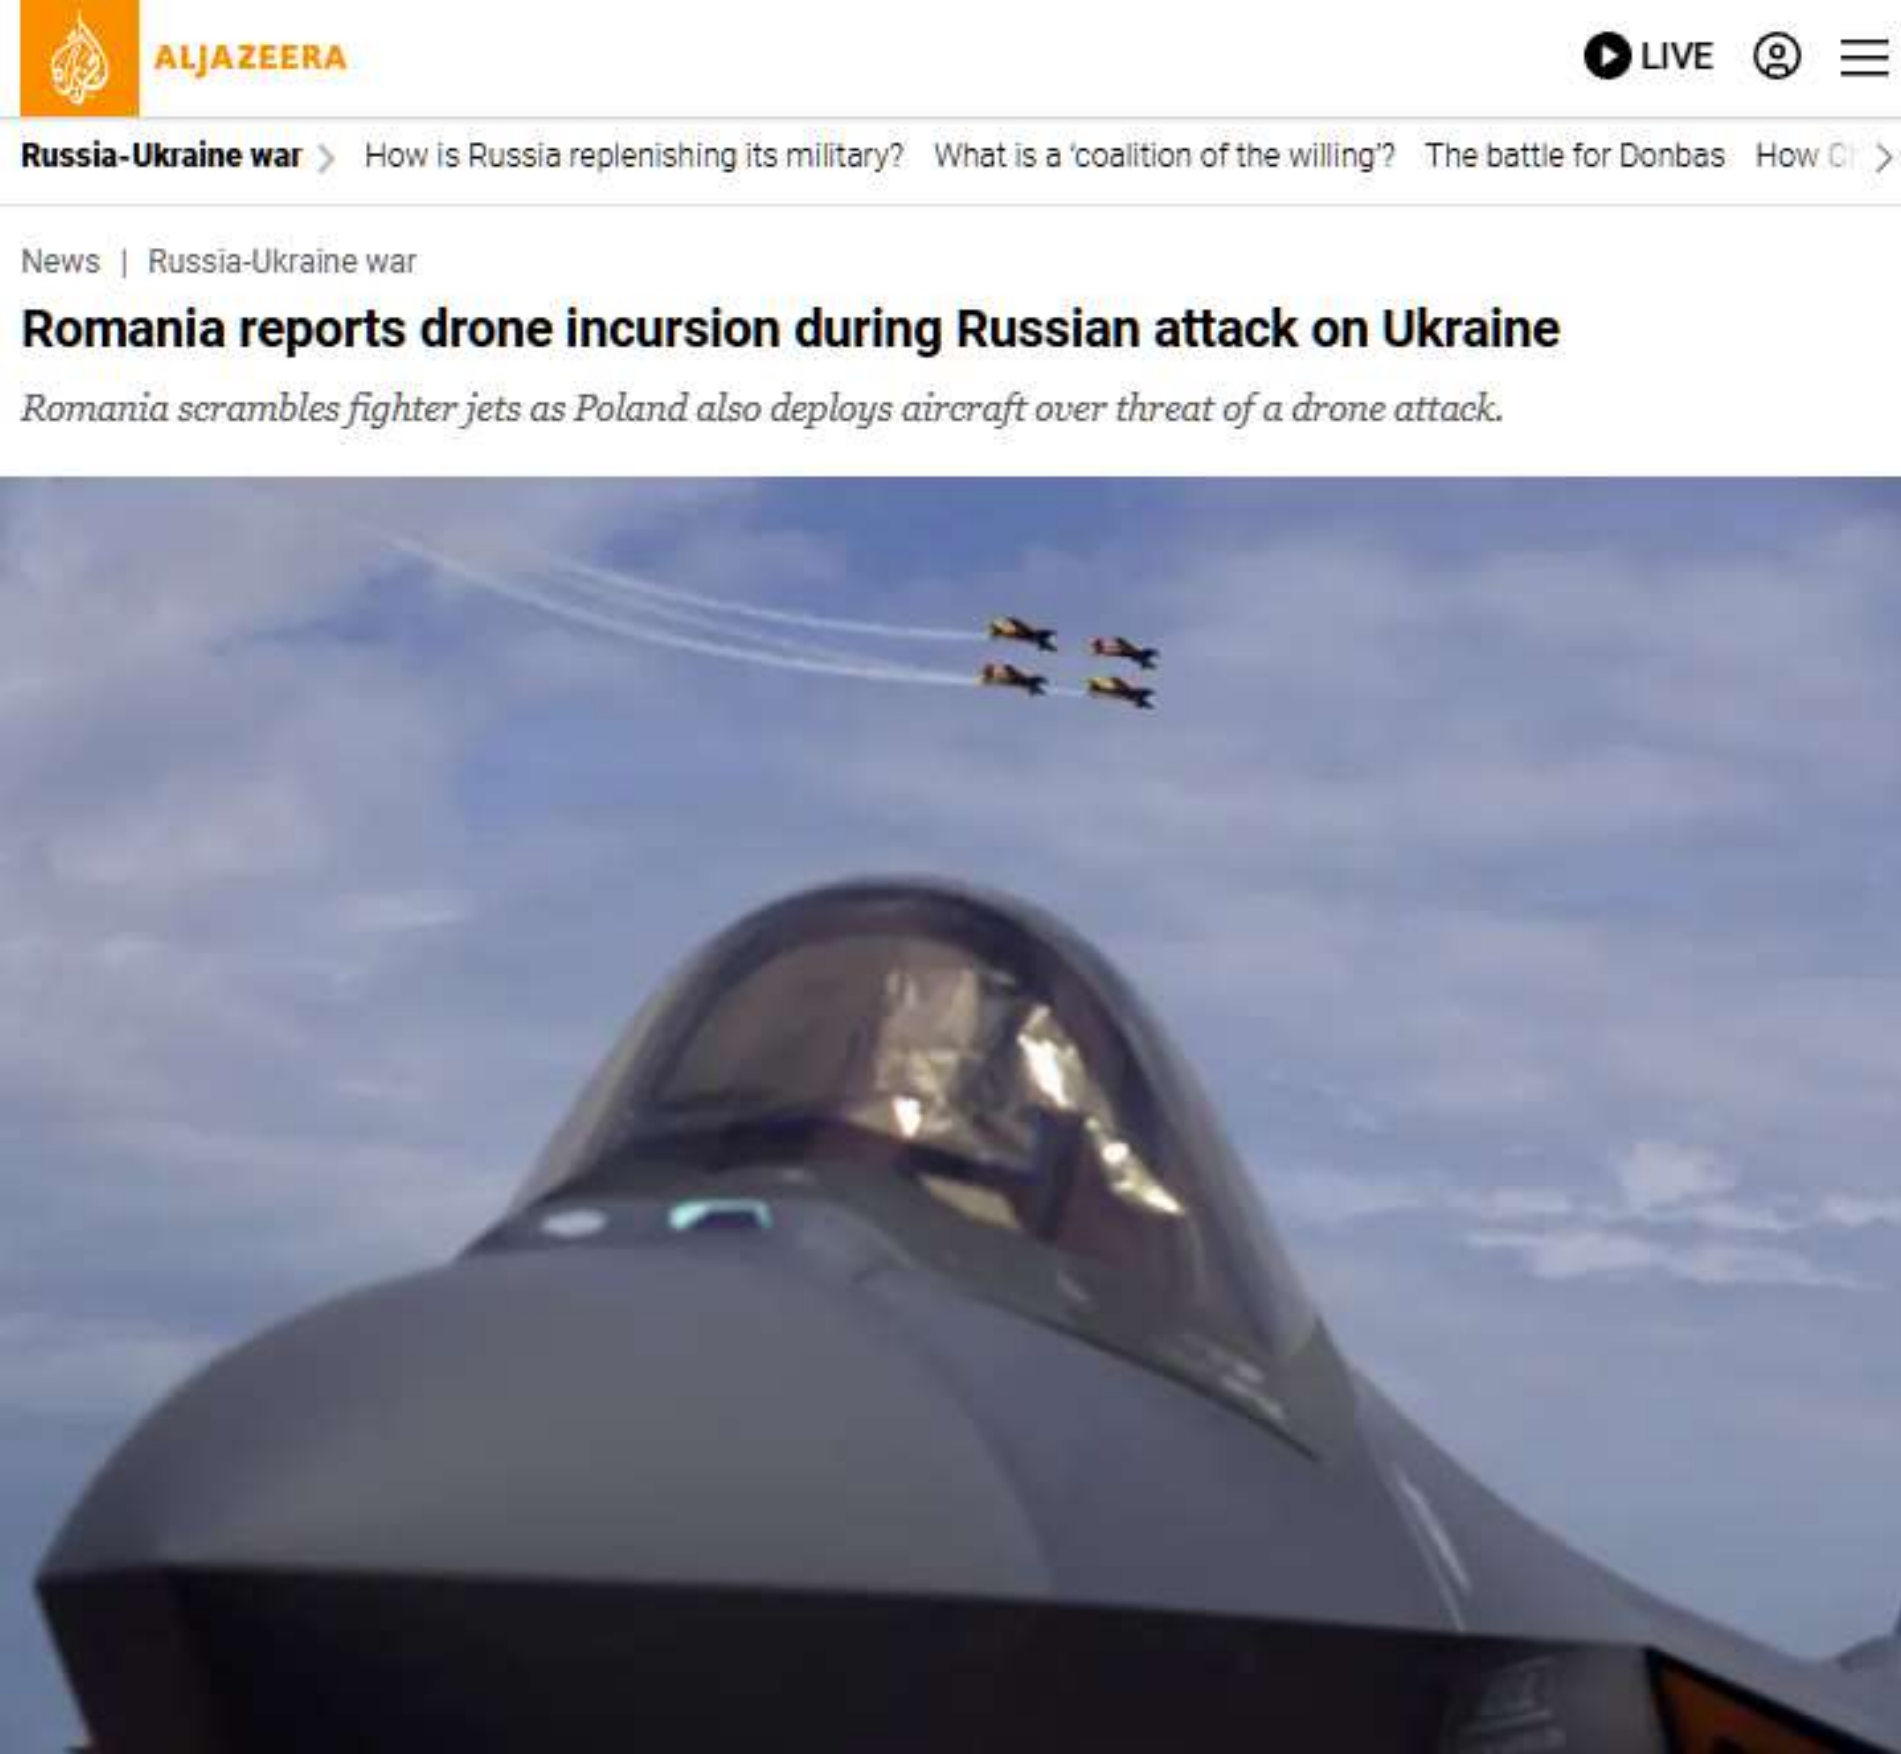 ALJAZEERA
LIVE
Russia-Ukraine war
How is Russia replenishing its military?
What is a ‘coalition of the willing’?
The battle for Donbas
How
News | Russia-Ukraine war
Romania reports drone incursion during Russian attack on Ukraine
Romania scrambles fighter jets as Poland also deploys aircraft over threat of a drone attack.